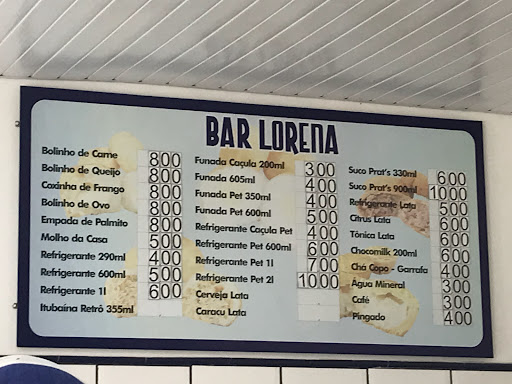 BAR LORENA
Bolinho de Carne 800
Bolinho de Queijo 800
Coxinha de Frango 800
Bolinho de Ovo 800
Empada de Palmito 800
Molho da Casa 500
Refrigerante 290ml 400
Refrigerante 600ml 500
Refrigerante 1l 600
Itubaína Retrô 355ml
Funada Caçula 200ml 300
Funada 605ml 400
Funada Pet 350ml 400
Funada Pet 600ml 500
Refrigerante Caçula Pet 400
Refrigerante Pet 600ml 600
Refrigerante Pet 1l 700
Refrigerante Pet 2l 1000
Cerveja Lata
Caracu Lata
Suco Prat's 330ml 600
Suco Prat's 900ml 1000
Refrigerante Lata 500
Citrus Lata 600
Tônica Lata 600
Chocomilk 200ml 600
Chá Copo - Garrafa 400
Água Mineral 300
Café 300
Pingado 400